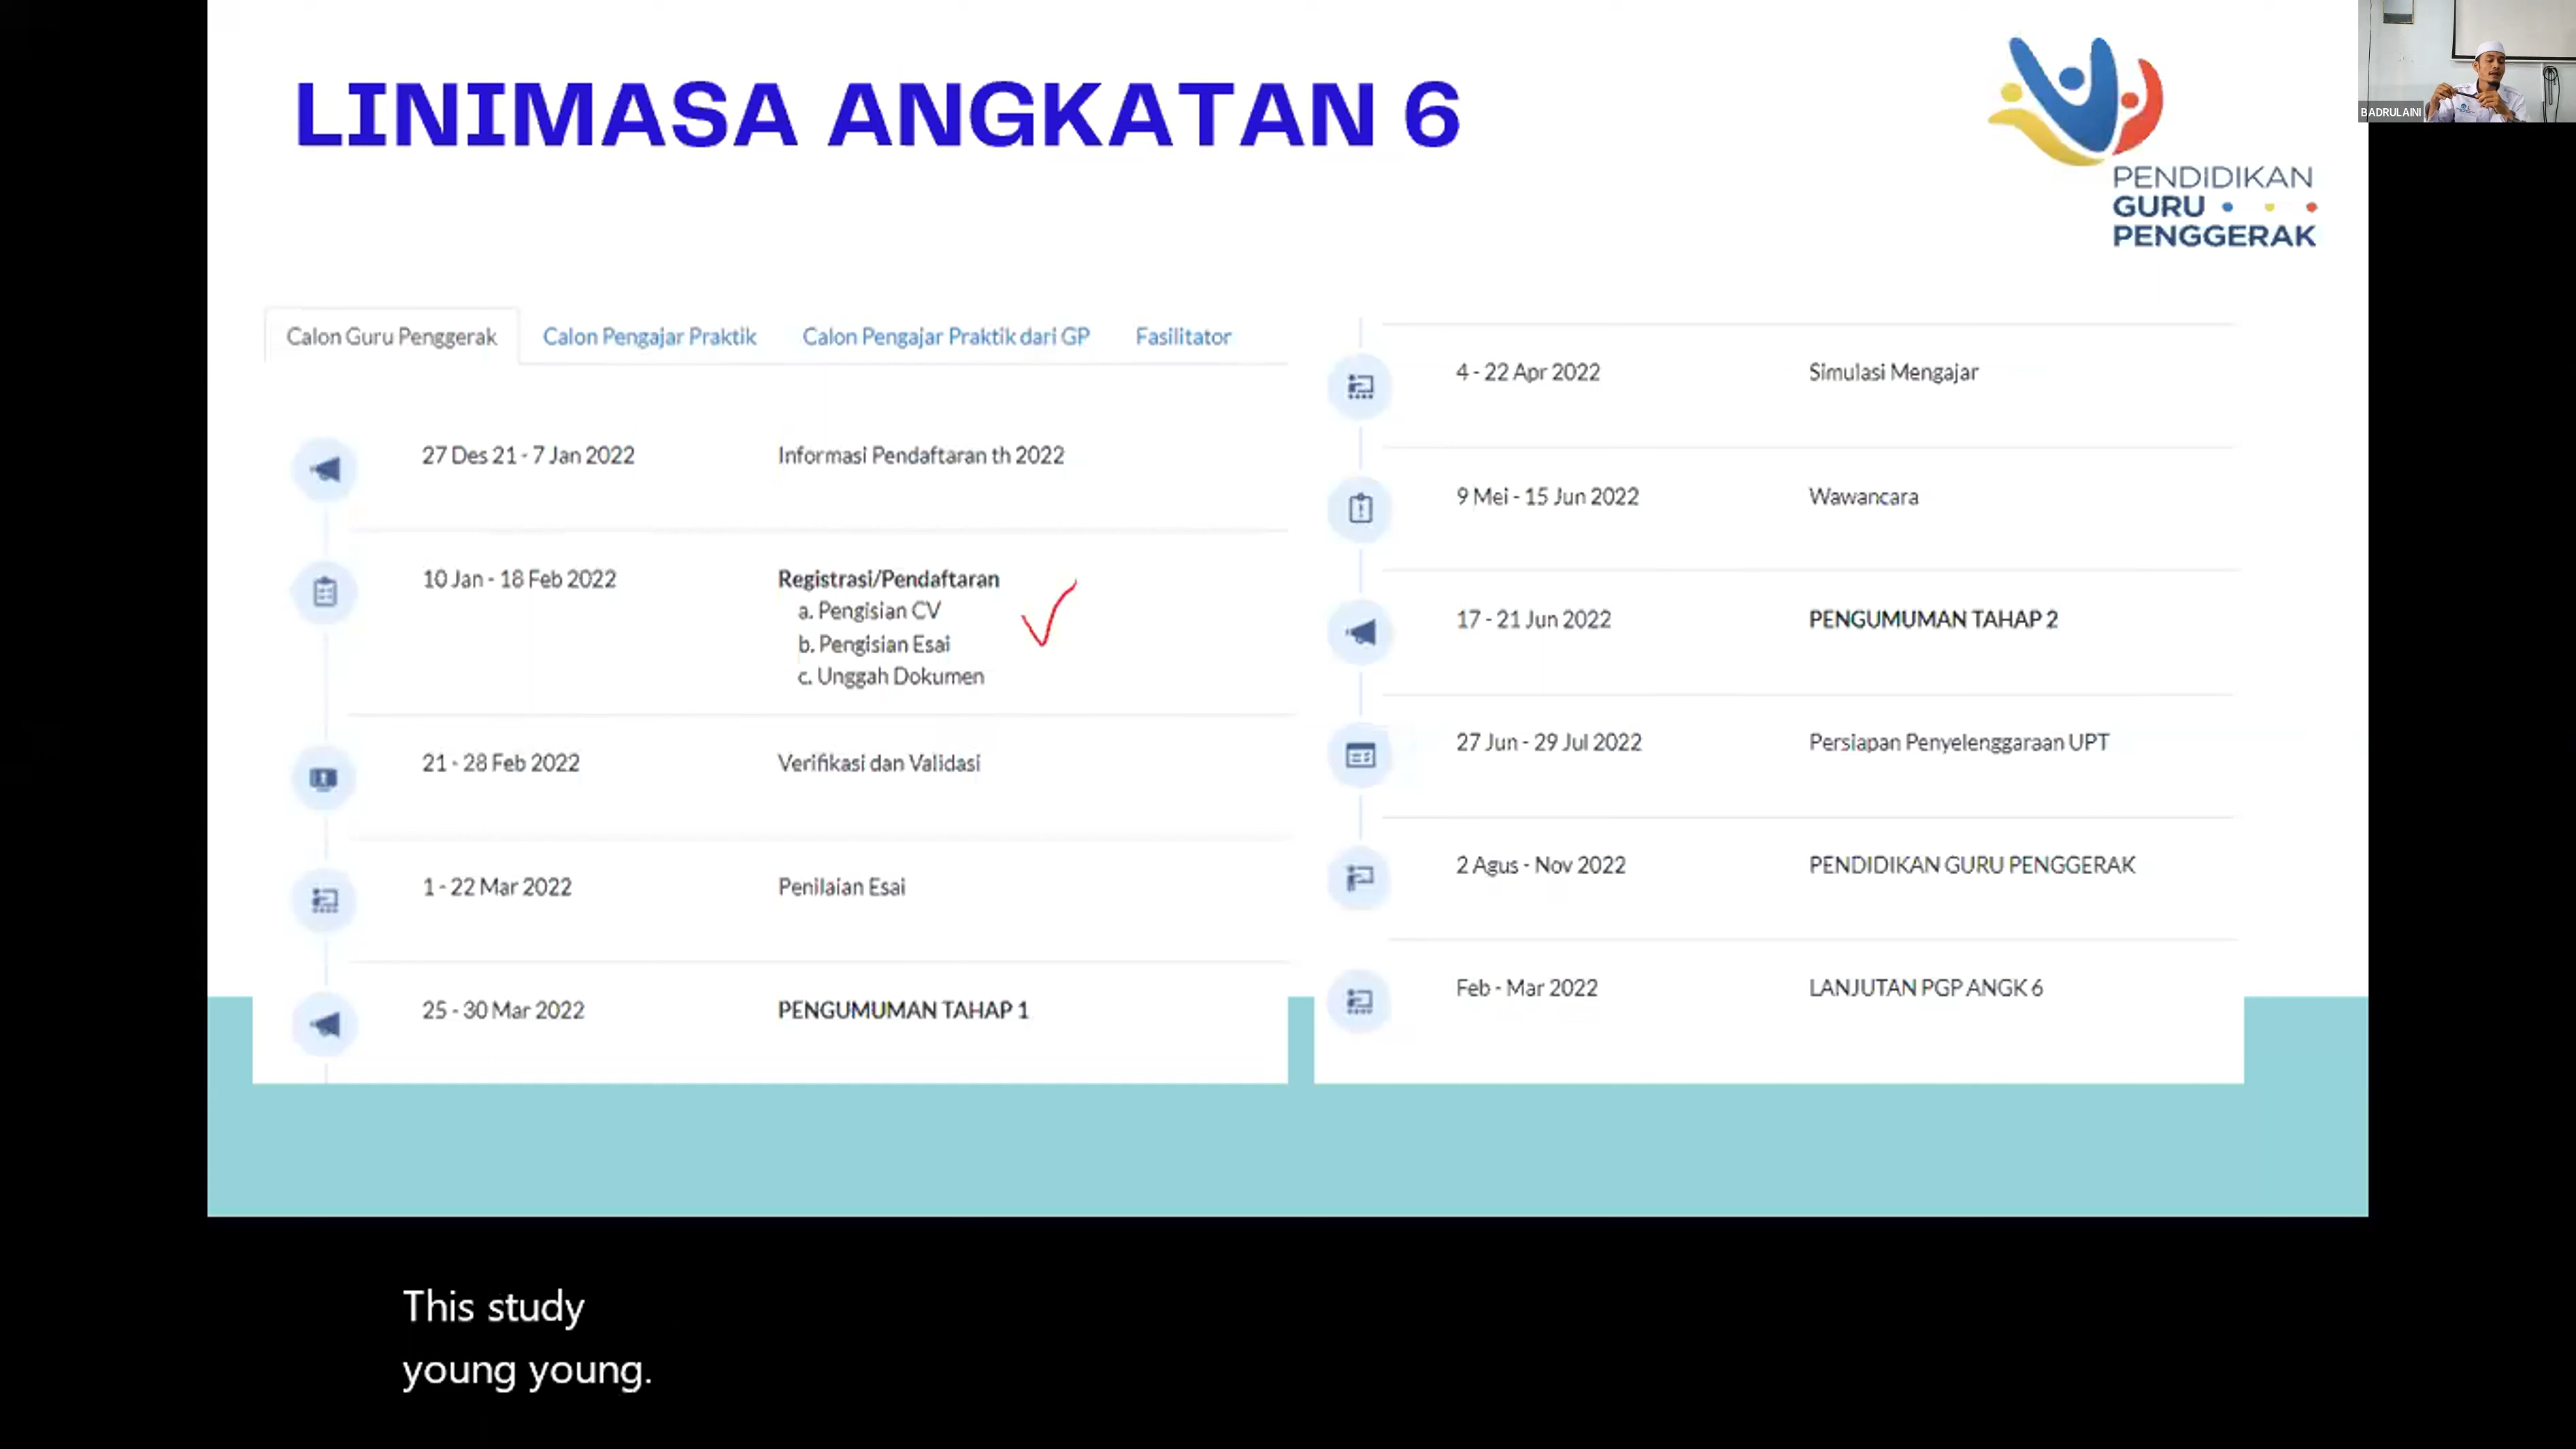 LINIMASA ANGKATAN 6
PENDIDIKAN
GURU
PENGGERAK
BADRULAINI
Calon Guru Penggerak
Calon Pengajar Praktik
Calon Pengajar Praktik dari GP
Fasilitator
27 Des 21 - 7 Jan 2022
Informasi Pendaftaran th 2022
10 Jan - 18 Feb 2022
Registrasi/Pendaftaran
a. Pengisian CV
b. Pengisian Esai
c. Unggah Dokumen
21 - 28 Feb 2022
Verifikasi dan Validasi
1 - 22 Mar 2022
Penilaian Esai
25 - 30 Mar 2022
PENGUMUMAN TAHAP 1
4 - 22 Apr 2022
Simulasi Mengajar
9 Mei - 15 Jun 2022
Wawancara
17 - 21 Jun 2022
PENGUMUMAN TAHAP 2
27 Jun - 29 Jul 2022
Persiapan Penyelenggaraan UPT
2 Agus - Nov 2022
PENDIDIKAN GURU PENGGERAK
Feb - Mar 2022
LANJUTAN PGP ANGK 6
This study
young young.